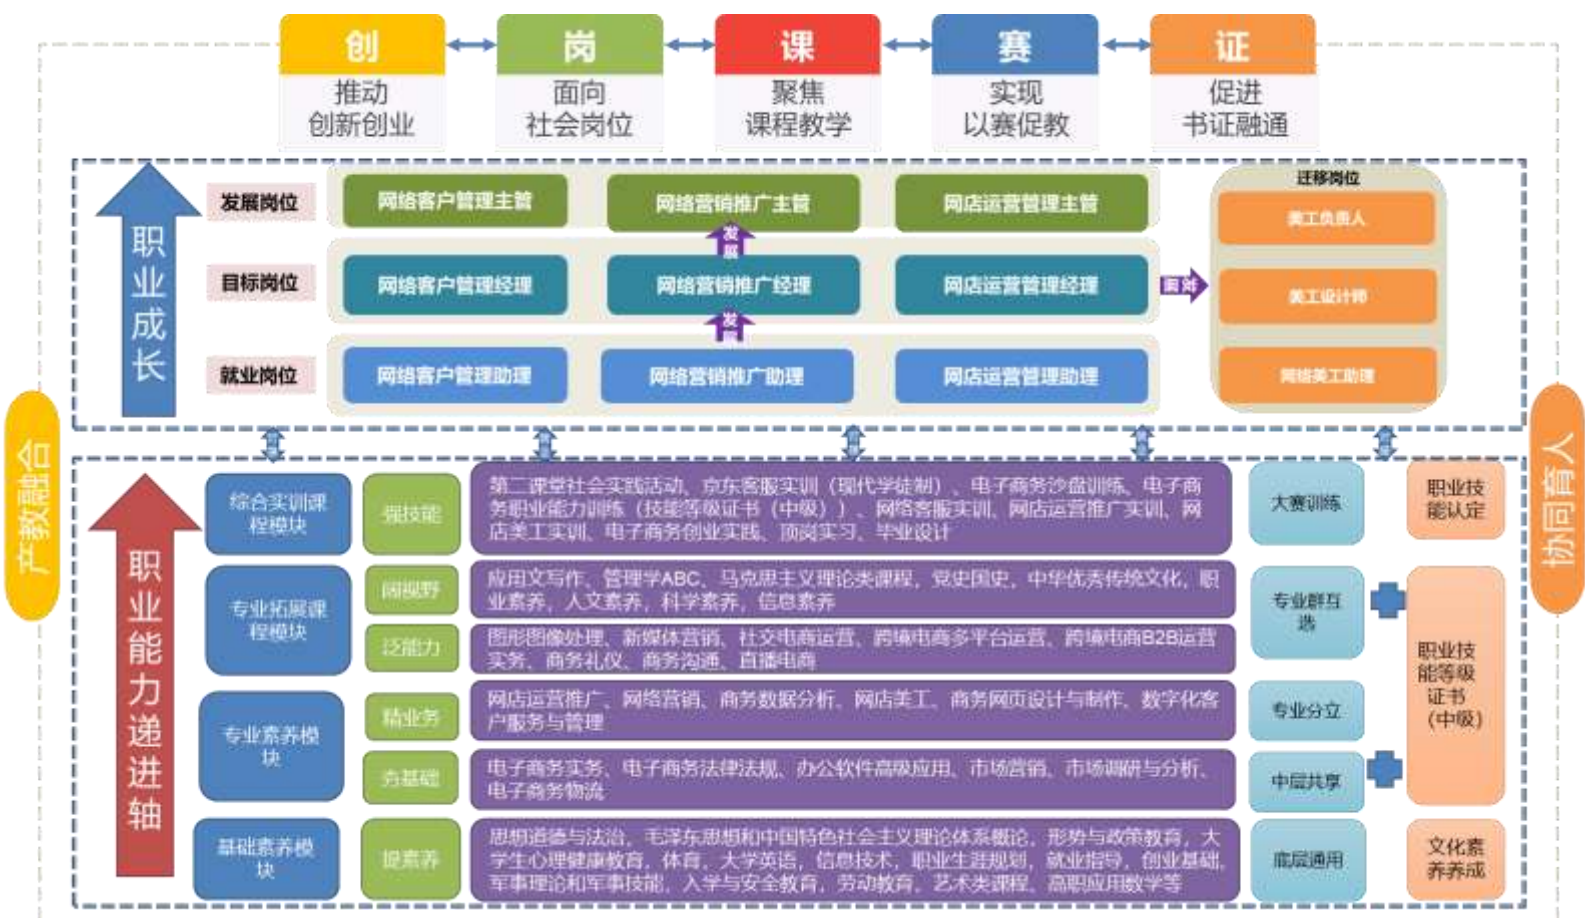 创
岗
课
赛
证
推动
创新创业
面向
社会岗位
聚焦
课程教学
实现
以赛促教
促进
书证融通
职业成长
发展岗位
网络客户管理主管
网络营销推广主管
网店运营管理主管
发展
目标岗位
网络客户管理经理
网络营销推广经理
网店运营管理经理
发展
就业岗位
网络客户管理助理
网络营销推广助理
网店运营管理助理
迁移岗位
美工负责人
美工设计师
网络美工助理
产教融合
协同育人
职业能力递进轴
综合实训课
程模块
强技能
第二课堂社会实践活动、京东客服实训（现代学徒制）、电子商务沙盘训练、电子商
务职业能力训练（技能等级证书（中级））、网络客服实训、网店运营推广实训、网
店美工实训、电子商务创业实践、顶岗实习、毕业设计
大赛训练
职业技
能认定
专业拓展课
程模块
阔视野
应用文写作、管理学ABC、马克思主义理论类课程，党史国史，中华优秀传统文化，职
业素养，人文素养，科学素养，信息素养
泛能力
图形图像处理、新媒体营销、社交电商运营、跨境电商多平台运营、跨境电商B2B运营
实务、商务礼仪、商务沟通、直播电商
专业群互
选
职业技
能等级
证书
（中级）
专业素养模
块
精业务
网店运营推广、网络营销、商务数据分析、网店美工、商务网页设计与制作、数字化客
户服务与管理
专业分立
夯基础
电子商务实务、电子商务法律法规、办公软件高级应用、市场营销、市场调研与分析、
电子商务物流
中层共享
基础素养模
块
提素养
思想道德与法治，毛泽东思想和中国特色社会主义理论体系概论，形势与政策教育，大
学生心理健康教育，体育，大学英语，信息技术，职业生涯规划，就业指导，创业基础，
军事理论和军事技能，入学与安全教育，劳动教育，艺术类课程，高职应用数学等
底层通用
文化素
养养成